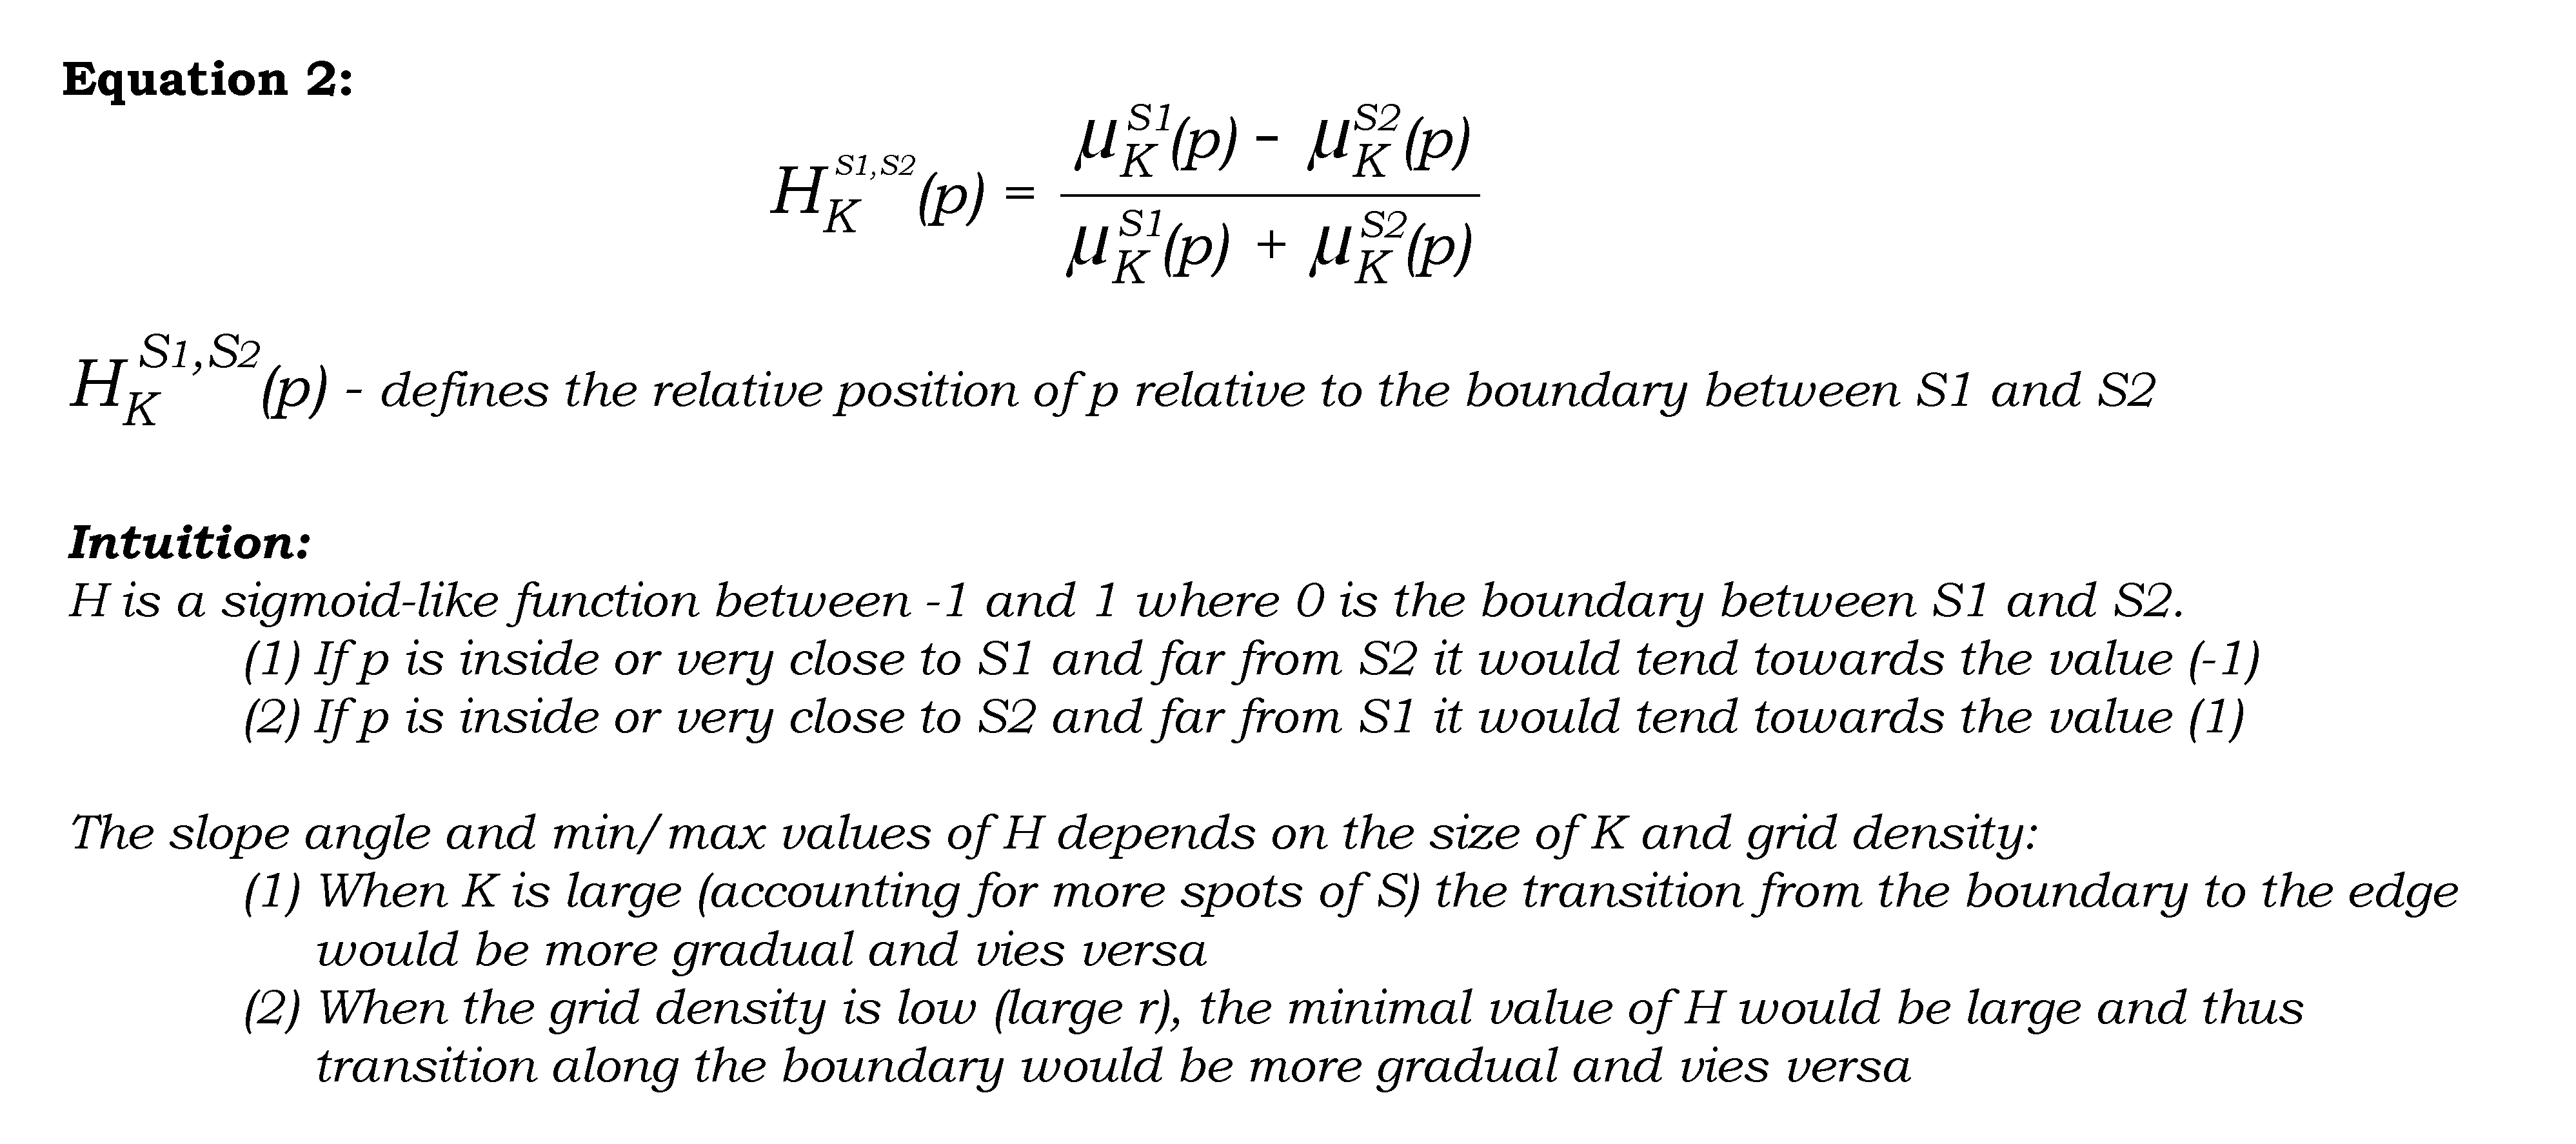 Equation 2:
H_K^{S1,S2}(p) = \frac{μ_K^{S1}(p) - μ_K^{S2}(p)}{μ_K^{S1}(p) + μ_K^{S2}(p)}
H_K^{S1,S2}(p) - defines the relative position of p relative to the boundary between S1 and S2
Intuition:
H is a sigmoid-like function between -1 and 1 where 0 is the boundary between S1 and S2.
(1) If p is inside or very close to S1 and far from S2 it would tend towards the value (-1)
(2) If p is inside or very close to S2 and far from S1 it would tend towards the value (1)
The slope angle and min/max values of H depends on the size of K and grid density:
(1) When K is large (accounting for more spots of S) the transition from the boundary to the edge
would be more gradual and vies versa
(2) When the grid density is low (large r), the minimal value of H would be large and thus
transition along the boundary would be more gradual and vies versa